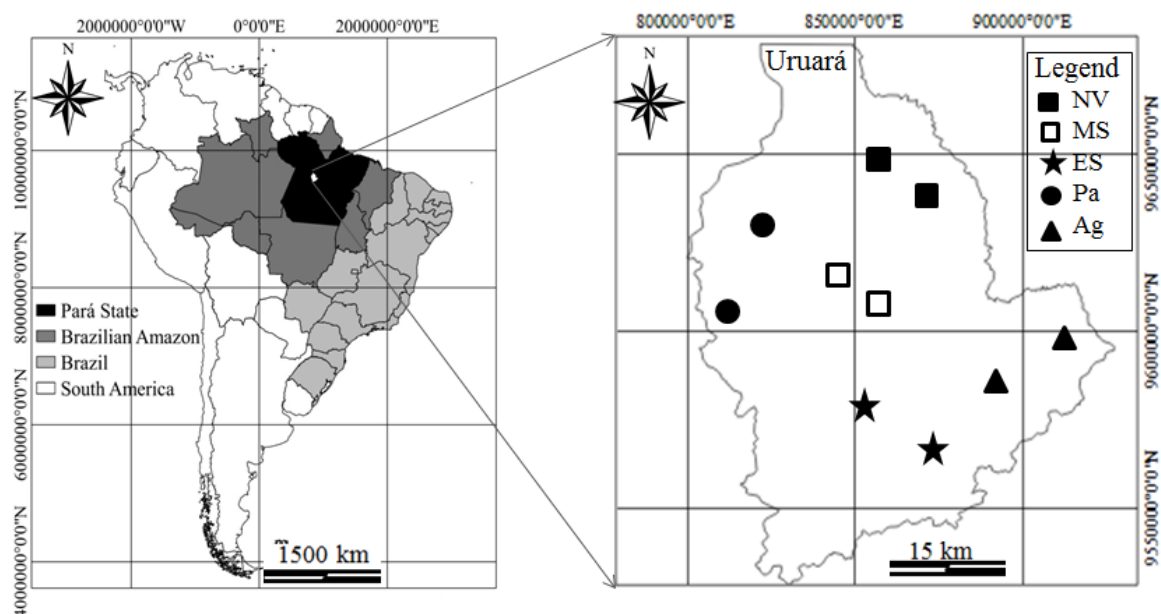 2000000°0'0"W 0°0'0"E 2000000°0'0"E
N
10000000°0'0"N
8000000°0'0"N
6000000°0'0"N
4000000°0'0"N
Pará State
Brazilian Amazon
Brazil
South America
1500 km
800000°0'0"E 850000°0'0"E 900000°0'0"E
Uruará
N
Legend
NV
MS
ES
Pa
Ag
9650000°0'0"N
9600000°0'0"N
9550000°0'0"N
15 km